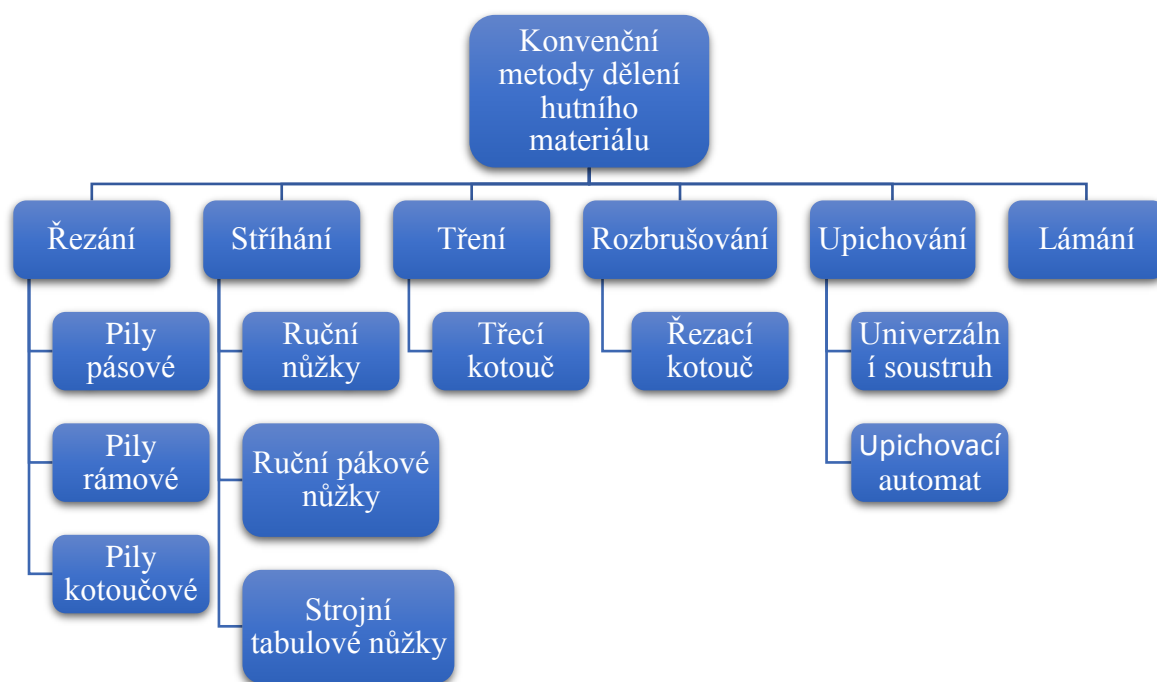 Konvenční
metody dělení
hutního
materiálu
Řezání
Stříhání
Tření
Rozbrušování
Upichování
Lámání
Pily
pásové
Pily
rámové
Pily
kotoučové
Ruční
nůžky
Ruční pákové
nůžky
Strojní
tabulové nůžky
Třecí
kotouč
Řezací
kotouč
Univerzáln
í soustruh
Upichovací
automat